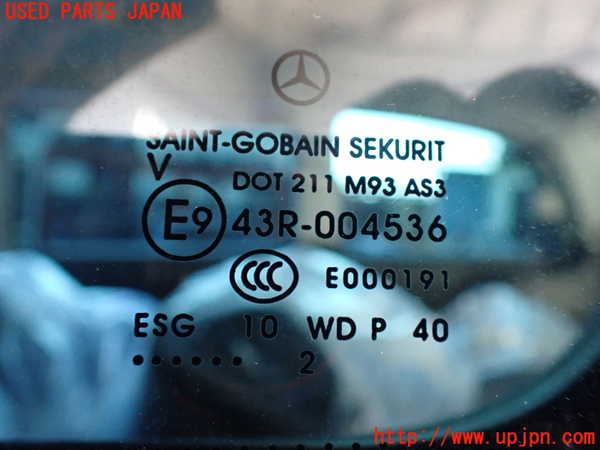 USED PARTS JAPAN
SAINT-GOBAIN SEKURIT
V
DOT 211 M93 AS3
E9 43R-004536
CCC E000191
ESG 10 WD P 40
...... 2
http://www.upjpn.com/